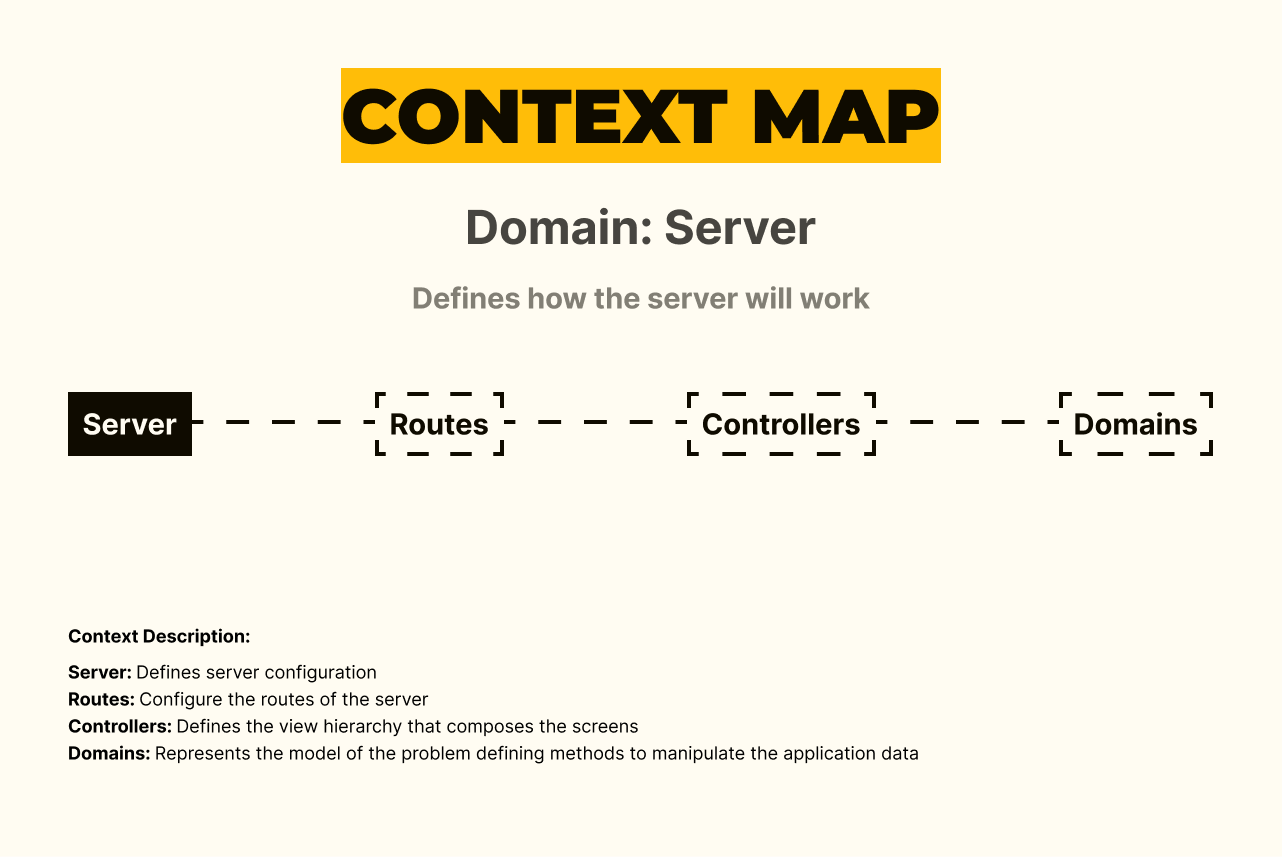 CONTEXT MAP
Domain: Server
Defines how the server will work
Server
Routes
Controllers
Domains
Context Description:
Server: Defines server configuration
Routes: Configure the routes of the server
Controllers: Defines the view hierarchy that composes the screens
Domains: Represents the model of the problem defining methods to manipulate the application data